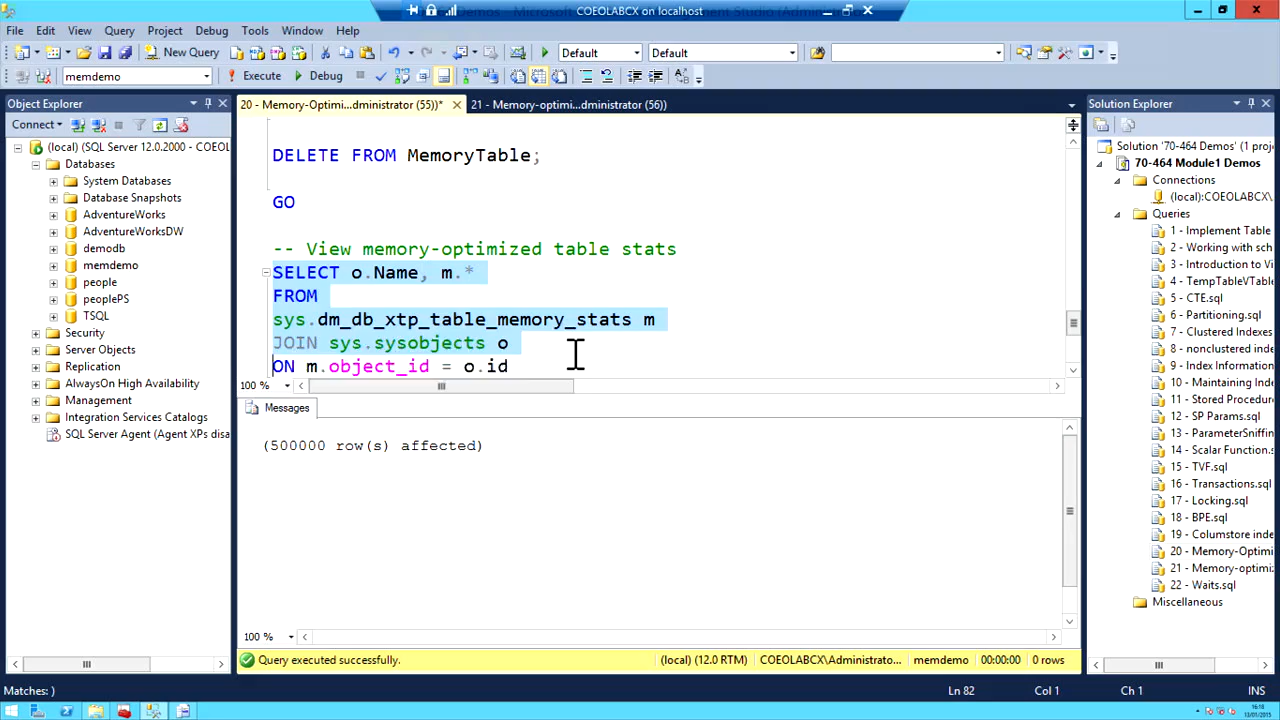 COEOLABCX on localhost
File Edit View Query Project Debug Tools Window Help
New Query Default Default
memdemo Execute Debug
Object Explorer
Connect
(local) (SQL Server 12.0.2000 - COEOL
Databases
System Databases
Database Snapshots
AdventureWorks
AdventureWorksDW
demodb
memdemo
people
peoplePS
TSQL
Security
Server Objects
Replication
AlwaysOn High Availability
Management
Integration Services Catalogs
SQL Server Agent (Agent XPs disa
20 - Memory-Optimi...dministrator (55))*
21 - Memory-optimi...dministrator (56))
DELETE FROM MemoryTable;
GO
-- View memory-optimized table stats
SELECT o.Name, m.*
FROM
sys.dm_db_xtp_table_memory_stats m
JOIN sys.sysobjects o
ON m.object_id = o.id
100 %
Messages
(500000 row(s) affected)
100 %
Query executed successfully. (local) (12.0 RTM) COEOLABCX\Administrato... memdemo 00:00:00 0 rows
Solution Explorer
Solution '70-464 Demos' (1 proj
70-464 Module1 Demos
Connections
(local):COEOLABCX\
Queries
1 - Implement Table
2 - Working with sch
3 - Introduction to Vi
4 - TempTableVTable
5 - CTE.sql
6 - Partitioning.sql
7 - Clustered Indexes
8 - nonclustered index
9 - Index Information
10 - Maintaining Inde
11 - Stored Procedure
12 - SP Params.sql
13 - ParameterSniffin
14 - Scalar Function.s
15 - TVF.sql
16 - Transactions.sql
17 - Locking.sql
18 - BPE.sql
19 - Columstore inde
20 - Memory-Optimi
21 - Memory-optimiz
22 - Waits.sql
Miscellaneous
Matches: ) Ln 82 Col 1 Ch 1 INS
16:18
13/01/2015